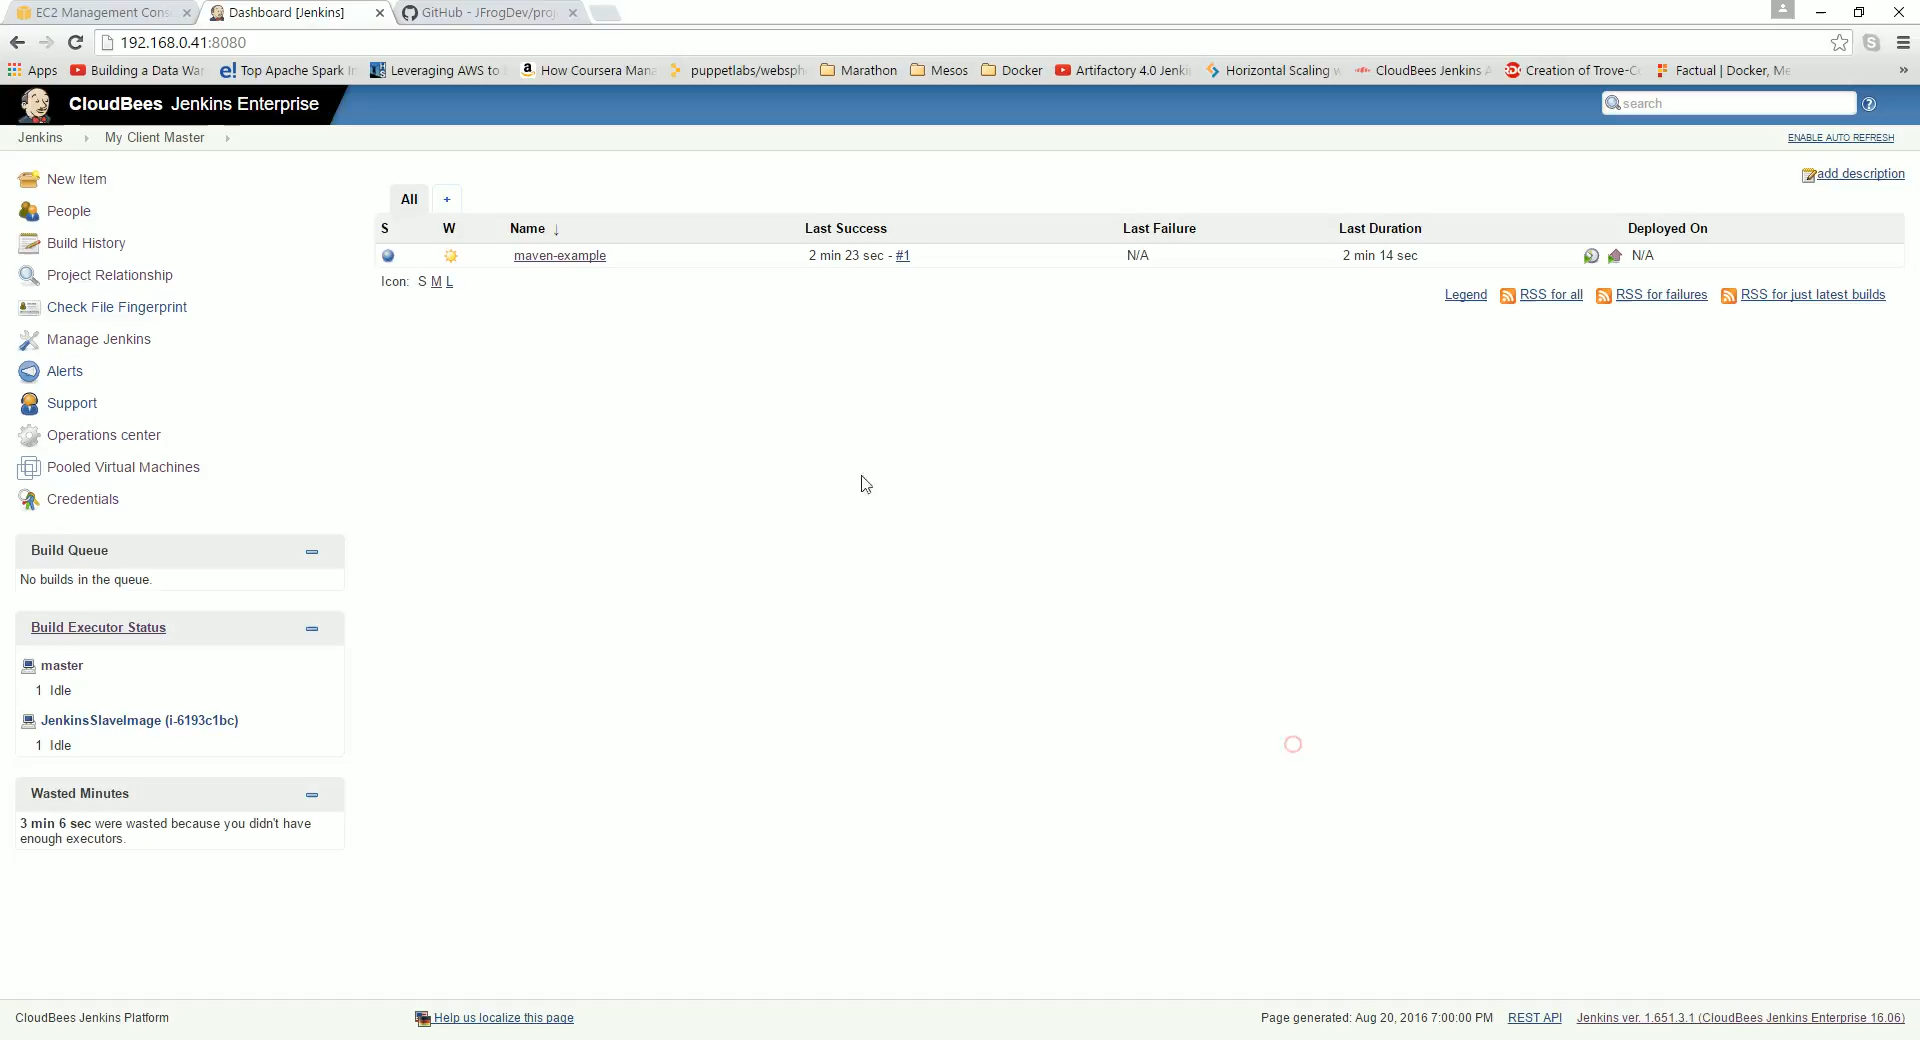 EC2 Management Cons
Dashboard [Jenkins]
GitHub - JFrogDev/proj
192.168.0.41:8080
Apps
Building a Data War
Top Apache Spark In
Leveraging AWS to
How Coursera Mana
puppetlabs/websph
Marathon
Mesos
Docker
Artifactory 4.0 Jenki
Horizontal Scaling w
CloudBees Jenkins A
Creation of Trove-Co
Factual | Docker, Me
»
CloudBees Jenkins Enterprise
search
Jenkins
My Client Master
ENABLE AUTO REFRESH
New Item
People
Build History
Project Relationship
Check File Fingerprint
Manage Jenkins
Alerts
Support
Operations center
Pooled Virtual Machines
Credentials
add description
All
+
S W Name ↓ Last Success Last Failure Last Duration Deployed On
maven-example 2 min 23 sec - #1 N/A 2 min 14 sec N/A
Icon: S M L
Legend RSS for all RSS for failures RSS for just latest builds
Build Queue
No builds in the queue.
Build Executor Status
master
1 Idle
JenkinsSlaveImage (i-6193c1bc)
1 Idle
Wasted Minutes
3 min 6 sec were wasted because you didn't have
enough executors.
CloudBees Jenkins Platform
Help us localize this page
Page generated: Aug 20, 2016 7:00:00 PM
REST API
Jenkins ver. 1.651.3.1 (CloudBees Jenkins Enterprise 16.06)